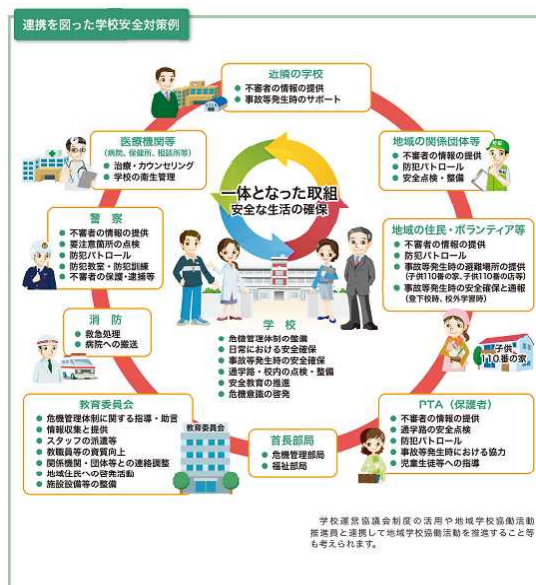 連携を図った学校安全対策例
近隣の学校
● 不審者の情報の提供
● 事故等発生時のサポート
医療機関等
(病院、保健所、相談所等)
● 治療・カウンセリング
● 学校の衛生管理
地域の関係団体等
● 不審者の情報の提供
● 防犯パトロール
● 安全点検・整備
一体となった取組
安全な生活の確保
警 察
● 不審者の情報の提供
● 要注意箇所の点検
● 防犯パトロール
● 防犯教室・防犯訓練
● 不審者の保護・逮捕等
地域の住民・ボランティア等
● 不審者の情報の提供
● 防犯パトロール
● 事故等発生時の避難場所の提供
(子供110番の家、子供110番の店等)
● 事故等発生時の安全確保と通報
(登下校時、校外学習時)
消 防
● 救急処理
● 病院への搬送
学 校
● 危機管理体制の整備
● 日常における安全確保
● 事故等発生時の安全確保
● 通学路・校内の点検・整備
● 安全教育の推進
● 危機意識の啓発
子供
110番の家
教育委員会
● 危機管理体制に関する指導・助言
● 情報収集と提供
● スタッフの派遣等
● 教職員等の資質向上
● 関係機関・団体等との連絡調整
● 地域住民への啓発活動
● 施設設備等の整備
教育委員会
首長部局
● 危機管理部局
● 福祉部局
PTA(保護者)
● 不審者の情報の提供
● 通学路の安全点検
● 防犯パトロール
● 事故等発生時における協力
● 児童生徒等への指導
学校運営協議会制度の活用や地域学校協働活動
推進員と連携して地域学校協働活動を推進すること等
も考えられます。